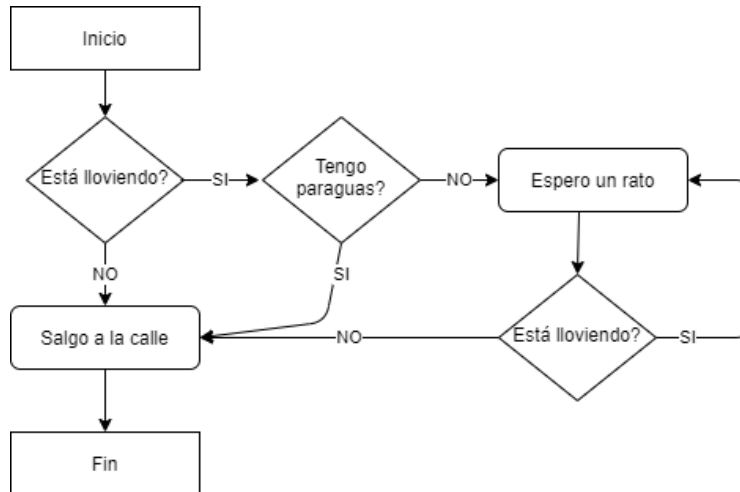 Inicio
Está lloviendo?
SI
Tengo
paraguas?
NO
Espero un rato
NO
SI
Salgo a la calle
NO
Está lloviendo?
SI
Fin